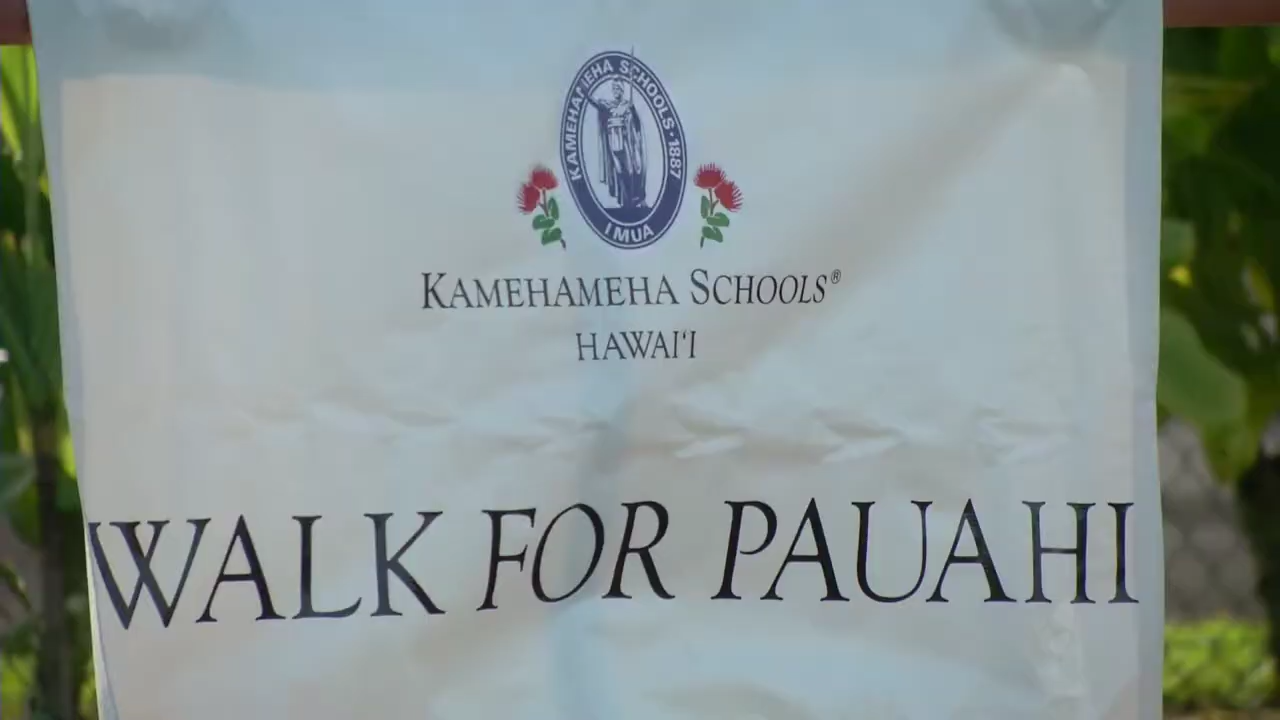 KAMEHAMEHA SCHOOLS · 1887
IMUA
KAMEHAMEHA SCHOOLS®
HAWAIʻI
WALK FOR PAUAHI